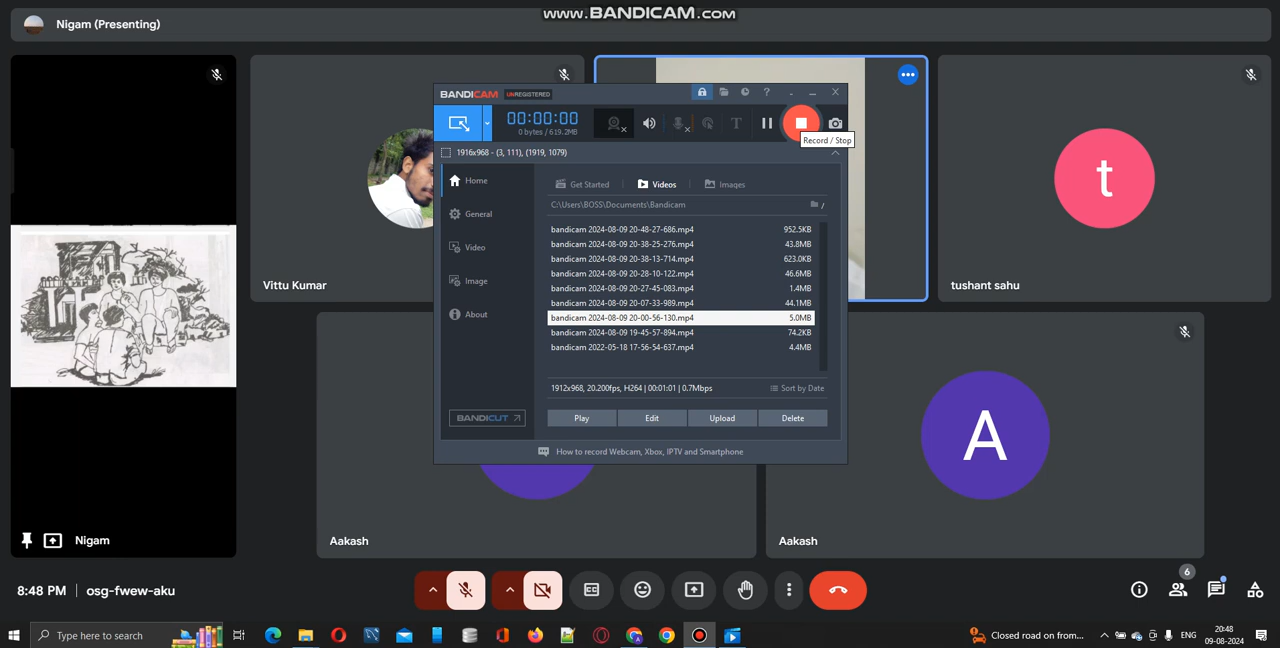 www.BANDICAM.com
Nigam (Presenting)
BANDICAM UNREGISTERED
00:00:00
0 bytes / 619.2MB
Record / Stop
1916x968 - (3, 111), (1919, 1079)
Home
General
Video
Image
About
BANDICUT
Get Started
Videos
Images
C:\Users\BOSS\Documents\Bandicam
/
bandicam 2024-08-09 20-48-27-686.mp4 952.5KB
bandicam 2024-08-09 20-38-25-276.mp4 43.8MB
bandicam 2024-08-09 20-38-13-714.mp4 623.0KB
bandicam 2024-08-09 20-28-10-122.mp4 46.6MB
bandicam 2024-08-09 20-27-45-083.mp4 1.4MB
bandicam 2024-08-09 20-07-33-989.mp4 44.1MB
bandicam 2024-08-09 20-00-56-130.mp4 5.0MB
bandicam 2024-08-09 19-45-57-894.mp4 74.2KB
bandicam 2022-05-18 17-56-54-637.mp4 4.4MB
1912x968, 20.200fps, H264 | 00:01:01 | 0.7Mbps
Sort by Date
Play
Edit
Upload
Delete
How to record Webcam, Xbox, IPTV and Smartphone
Vittu Kumar
t
tushant sahu
Nigam
Aakash
A
Aakash
8:48 PM | osg-fwew-aku
6
Type here to search
Closed road on from...
ENG
20:48
09-08-2024